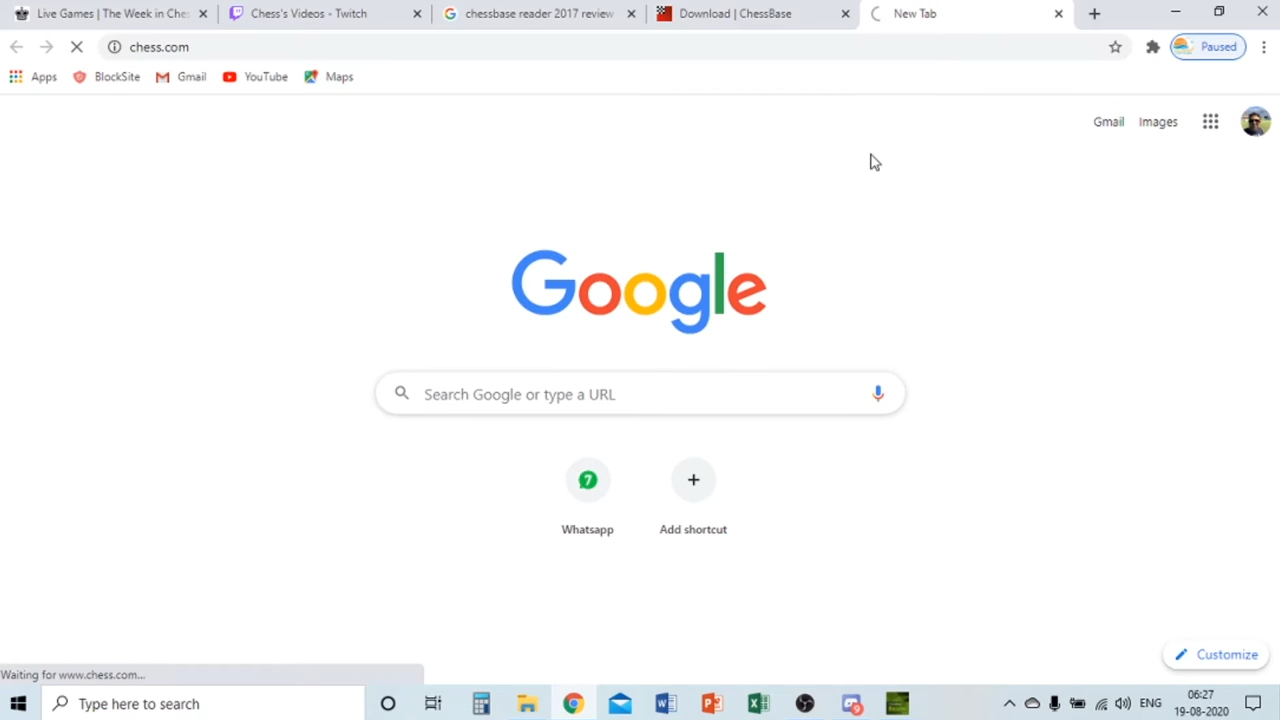 Live Games | The Week in Ches
Chess's Videos - Twitch
chessbase reader 2017 review
Download | ChessBase
New Tab
chess.com
Paused
Apps
BlockSite
Gmail
YouTube
Maps
Gmail
Images
Google
Search Google or type a URL
7
Whatsapp
Add shortcut
Customize
Waiting for www.chess.com...
Type here to search
9
ENG
06:27
19-08-2020